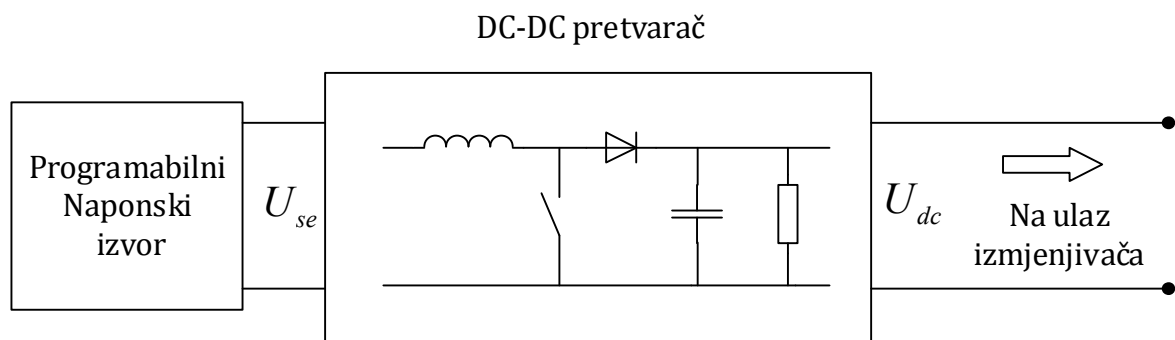 DC-DC pretvarač
Programabilni
Naponski
izvor
U_se
U_dc
Na ulaz
izmjenjivača